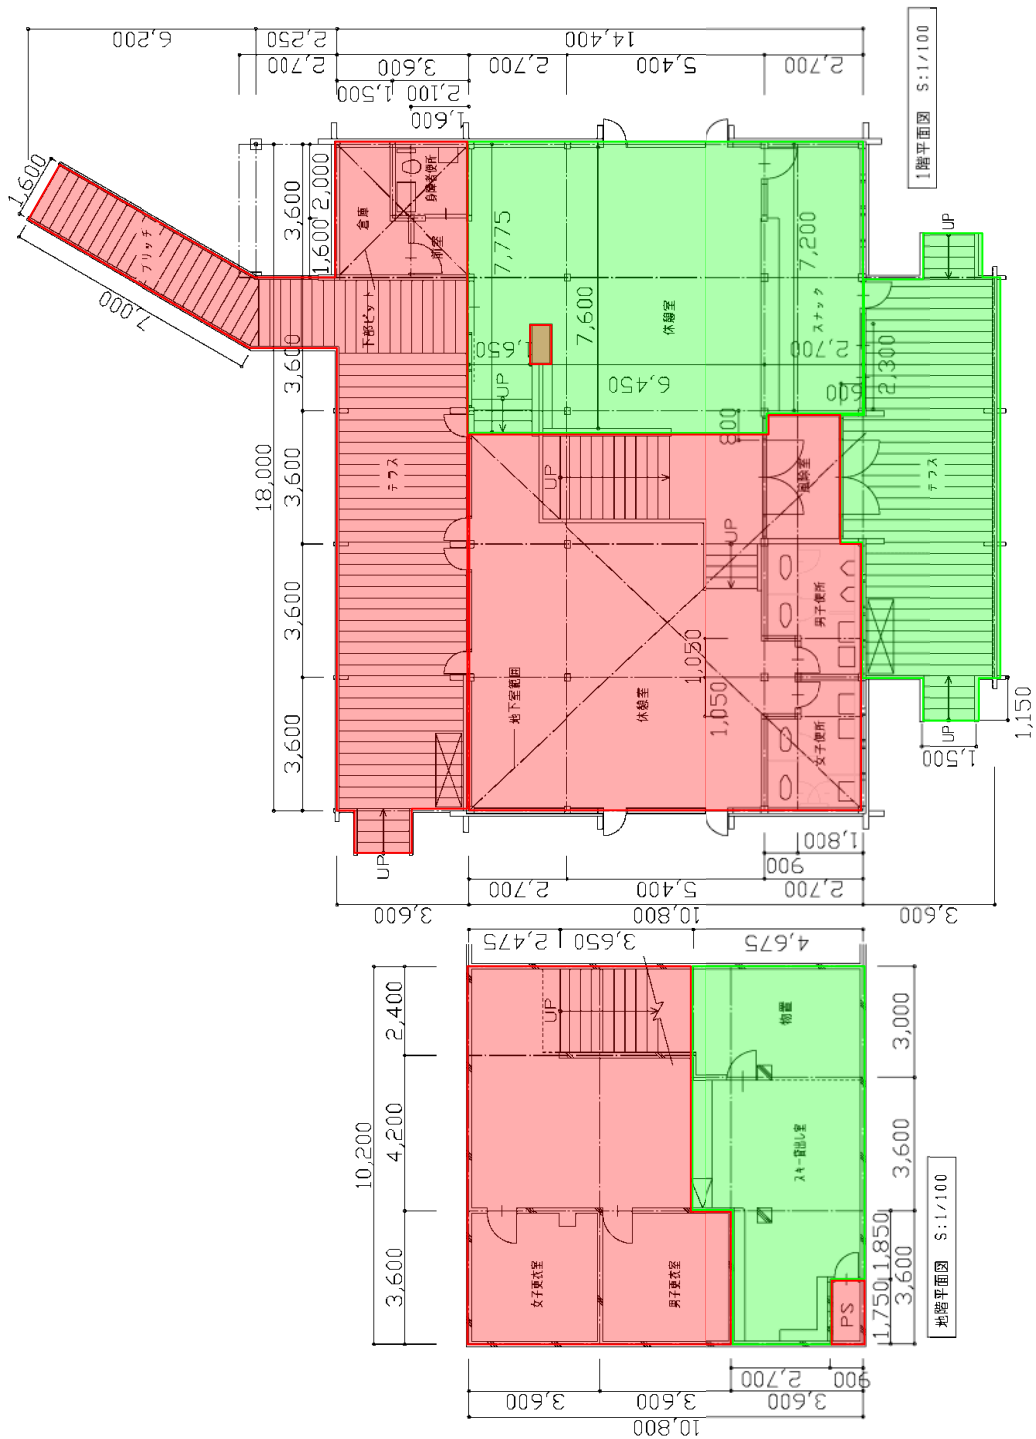 6,200
2,250
14,400
2,700
3,600
2,700
5,400
2,700
1,500
2,100
1,600
1階平面図 S:1/100
1,600
ブリッヂ
7,000
3,600
2,000
1,600
倉庫
身障者便所
前室
下部ピット
7,775
7,600
休憩室
7,200
スナック
UP
3,600
1,650
6,450
2,700
2,300
600
UP
800
18,000
テラス
3,600
UP
風除室
テラス
UP
3,600
1,050
男子便所
地下室範囲
休憩室
1,050
女子便所
3,600
UP
1,500
1,150
UP
1,800
900
2,700
5,400
2,700
3,600
10,800
3,600
2,475
3,650
4,675
10,200
2,400
UP
物置
3,000
4,200
スキー貸出し室
3,600
地階平面図 S:1/100
3,600
女子更衣室
男子更衣室
1,850
3,600
1,750
PS
2,700
900
3,600
3,600
3,600
10,800